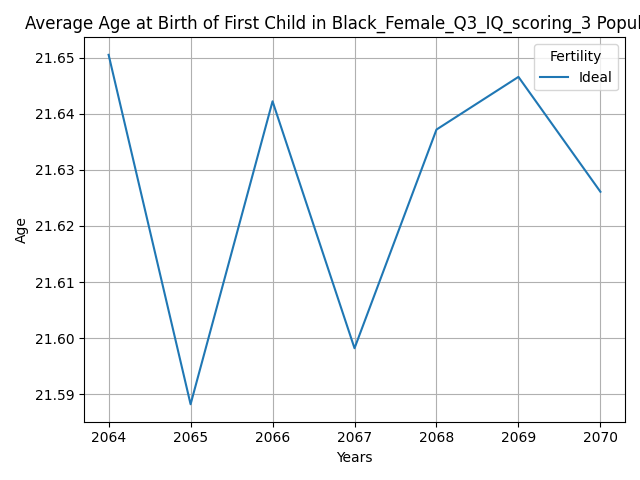 Average Age at Birth of First Child in Black_Female_Q3_IQ_scoring_3 Popul
Fertility
Ideal
21.65
21.64
21.63
21.62
21.61
21.60
21.59
Age
2064 2065 2066 2067 2068 2069 2070
Years